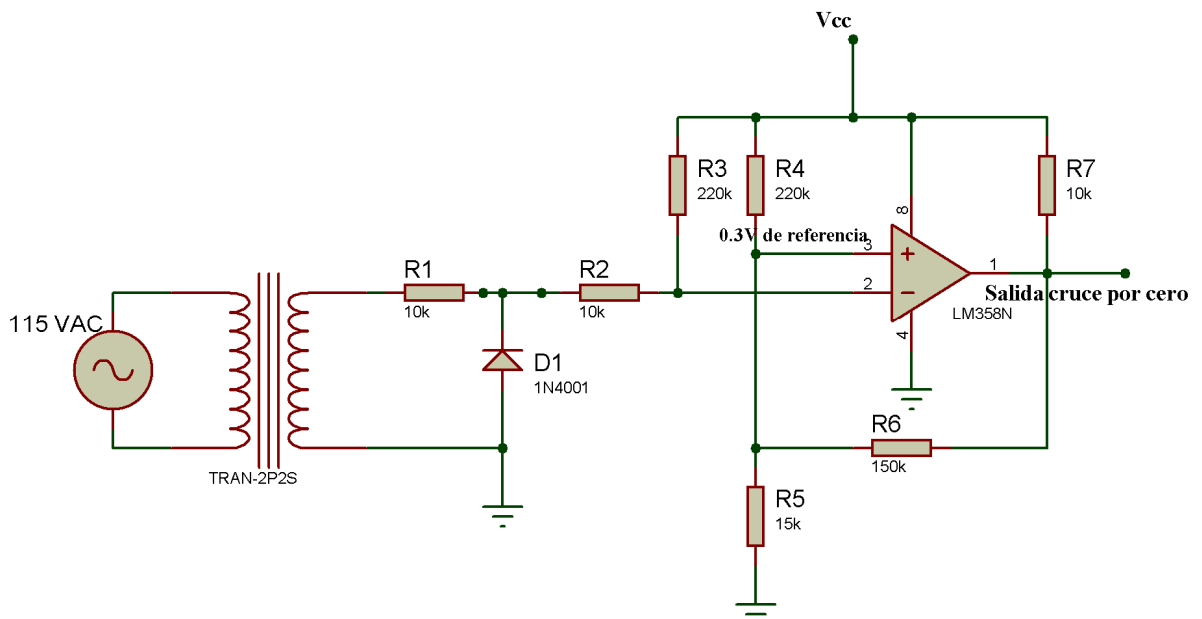 Vcc
R3
220k
R4
220k
R7
10k
8
0.3V de referencia
3
+
1
2
−
Salida cruce por cero
LM358N
4
R1
10k
R2
10k
115 VAC
D1
1N4001
R6
150k
TRAN-2P2S
R5
15k